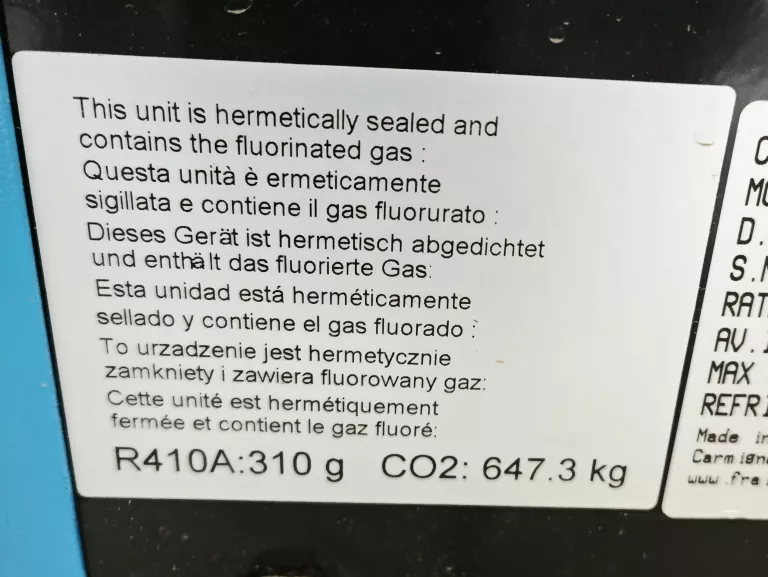 This unit is hermetically sealed and
contains the fluorinated gas :
Questa unità è ermeticamente
sigillata e contiene il gas fluorurato :
Dieses Gerät ist hermetisch abgedichtet
und enthält das fluorierte Gas:
Esta unidad está herméticamente
sellado y contiene el gas fluorado :
To urzadzenie jest hermetycznie
zamkniety i zawiera fluorowany gaz:
Cette unité est hermétiquement
fermée et contient le gaz fluoré:
R410A:310 g CO2: 647.3 kg
D.
S.
AV.
MAX
Made in